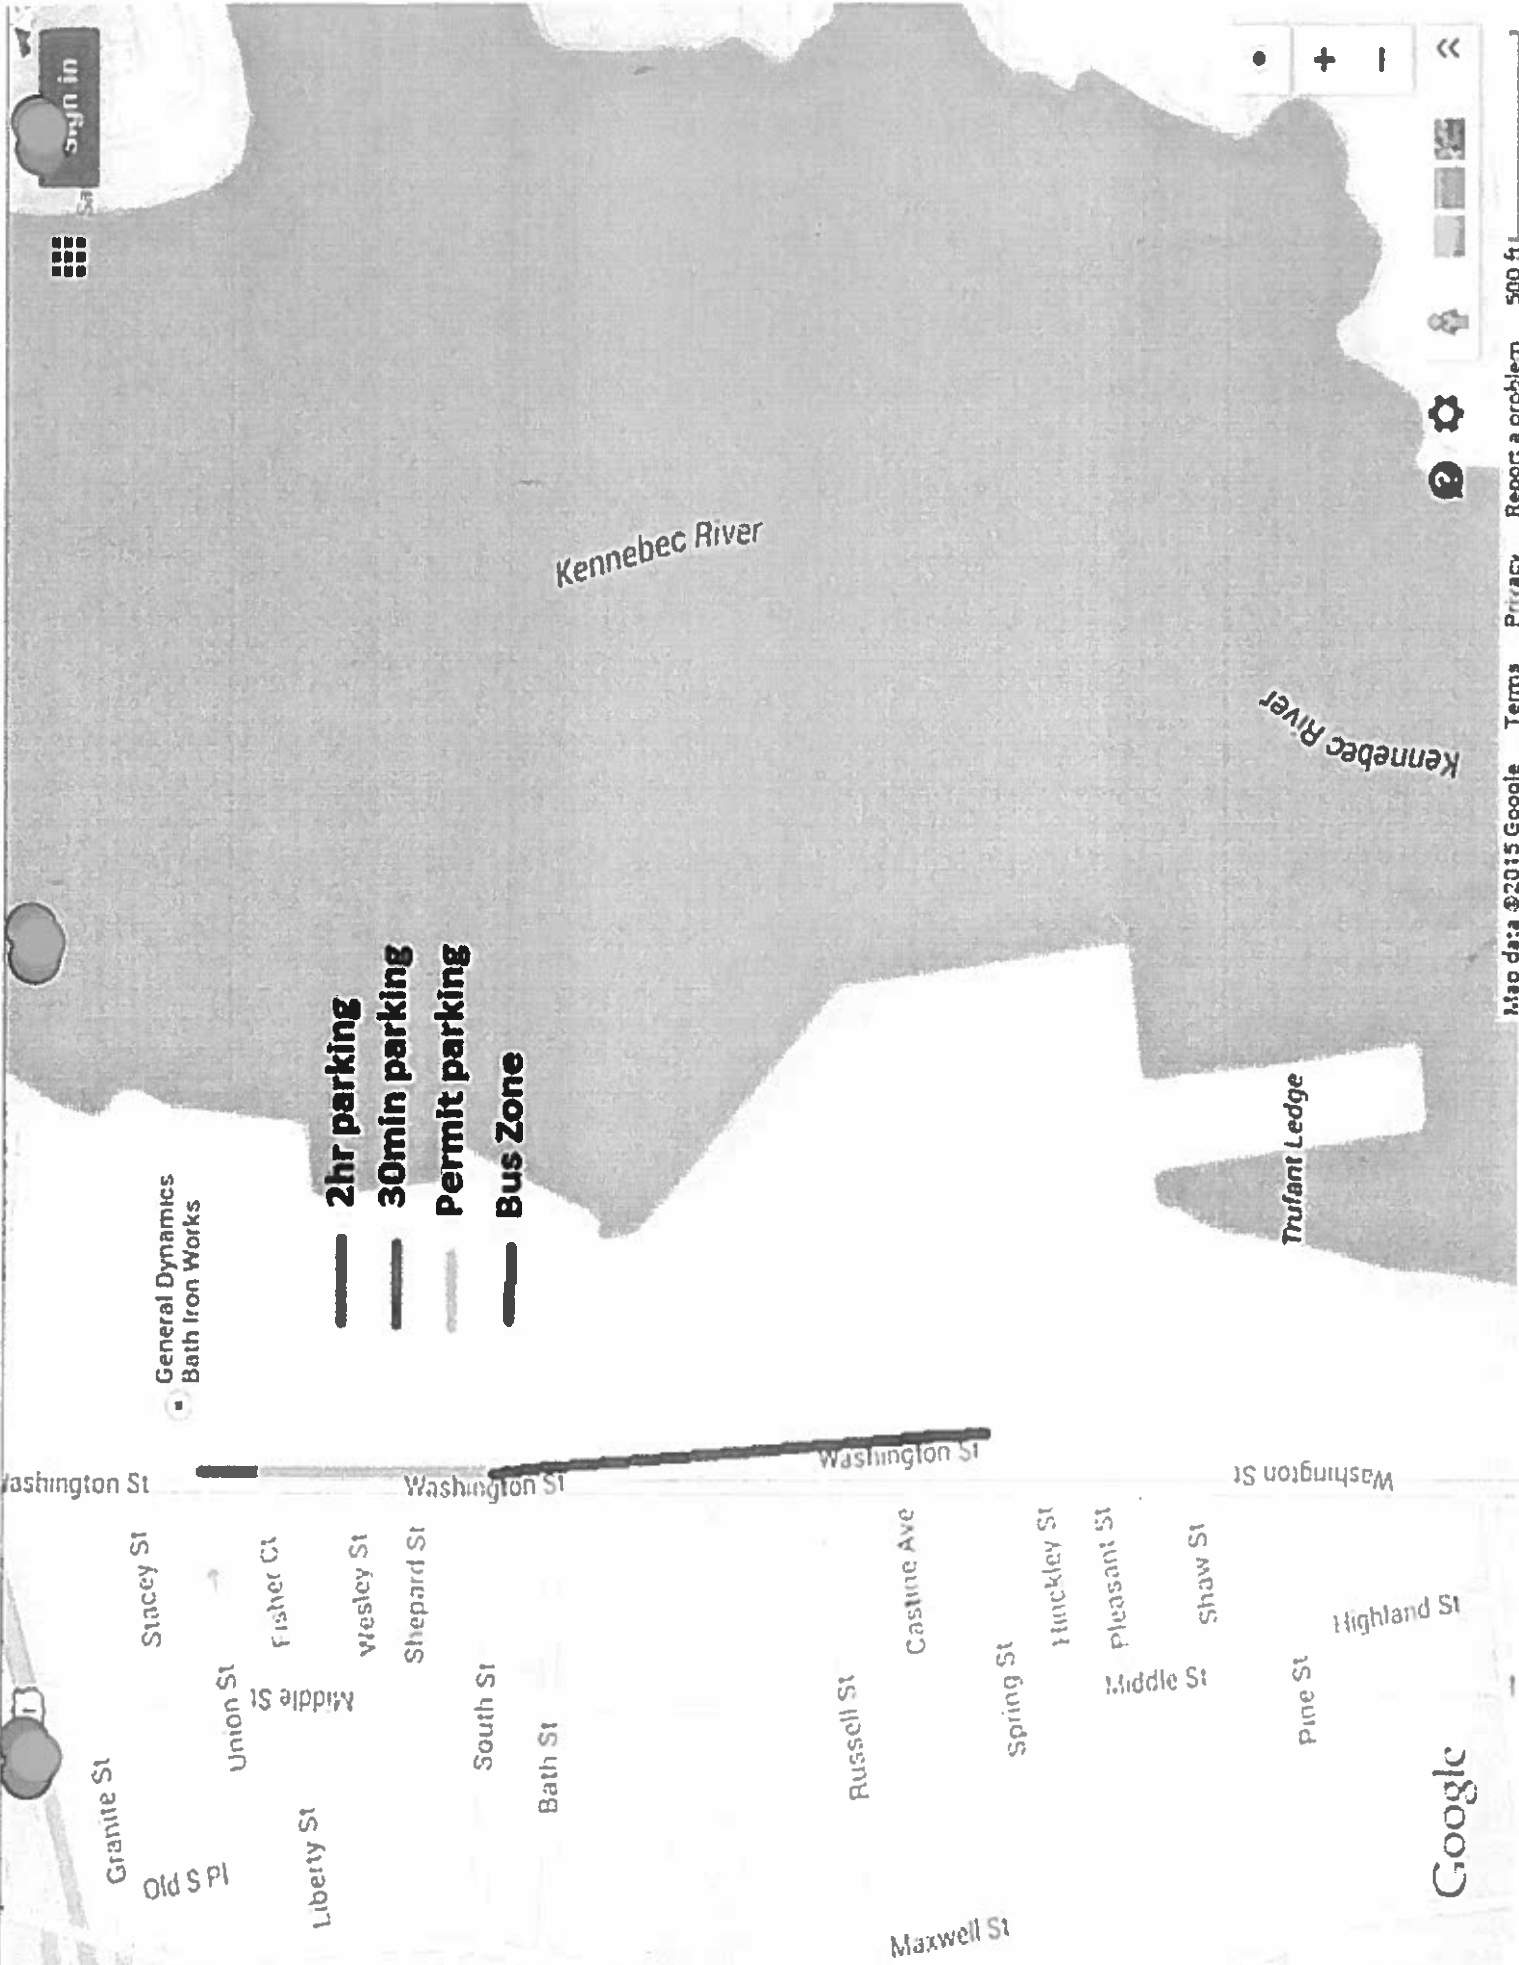 Sign in
Washington St
General Dynamics
Bath Iron Works
2hr parking
30min parking
Permit parking
Bus Zone
Kennebec River
Kennebec River
Trufant Ledge
Washington St
Washington St
Washington St
Stacey St
Fisher Ct
Wesley St
Shepard St
Granite St
Union St
Middle St
Old S Pl
Liberty St
South St
Bath St
Russell St
Castine Ave
Spring St
Hinckley St
Pleasant St
Middle St
Shaw St
Pine St
Highland St
Maxwell St
Google
Map data ©2015 Google Terms Privacy Report a problem 500 ft